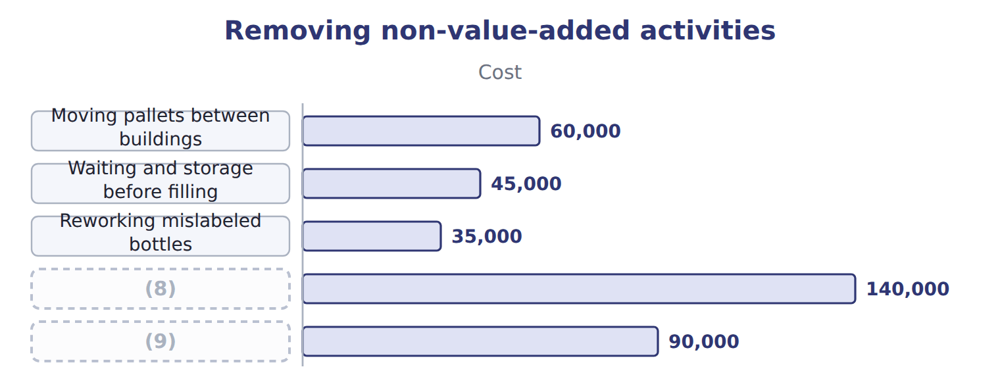 Removing non-value-added activities
Cost
Moving pallets between
buildings
60,000
Waiting and storage
before filling
45,000
Reworking mislabeled
bottles
35,000
(8)
140,000
(9)
90,000